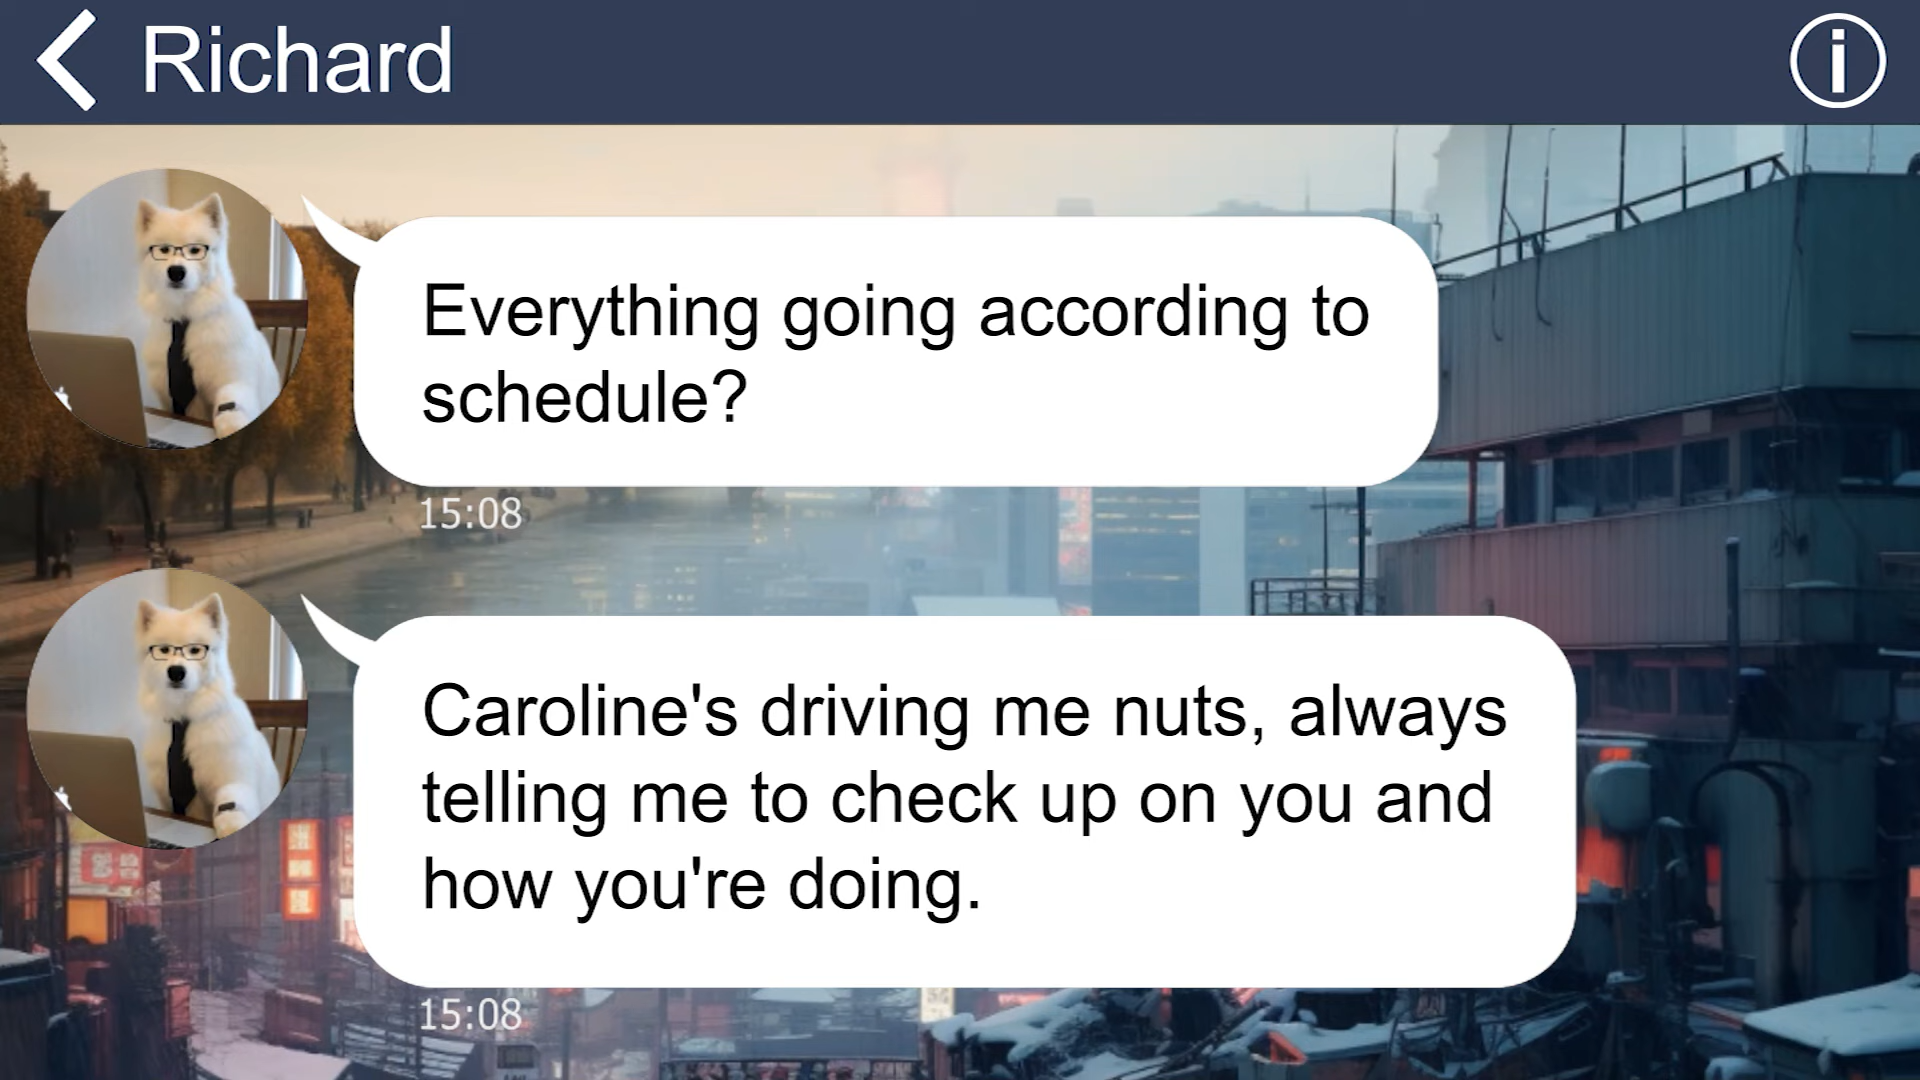 Richard
Everything going according to
schedule?
15:08
Caroline's driving me nuts, always
telling me to check up on you and
how you're doing.
15:08